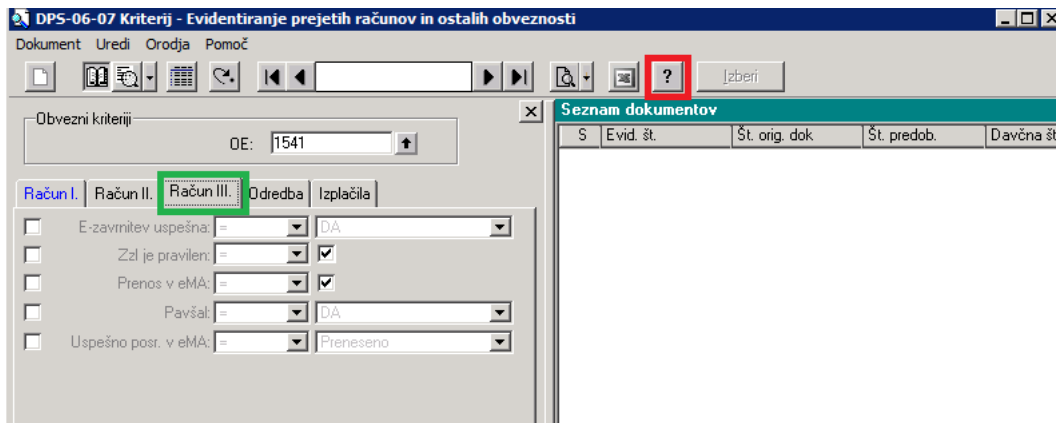 DPS-06-07 Kriterij - Evidentiranje prejetih računov in ostalih obveznosti
Dokument Uredi Orodja Pomoč
? Izberi
Obvezni kriteriji
OE: 1541
Račun I. Račun II. Račun III. Odredba Izplačila
E-zavrnitev uspešna: = DA
Zzl je pravilen: =
Prenos v eMA: =
Pavšal: = DA
Uspešno posr. v eMA: = Preneseno
Seznam dokumentov
S Evid. št. Št. orig. dok Št. predob. Davčna št